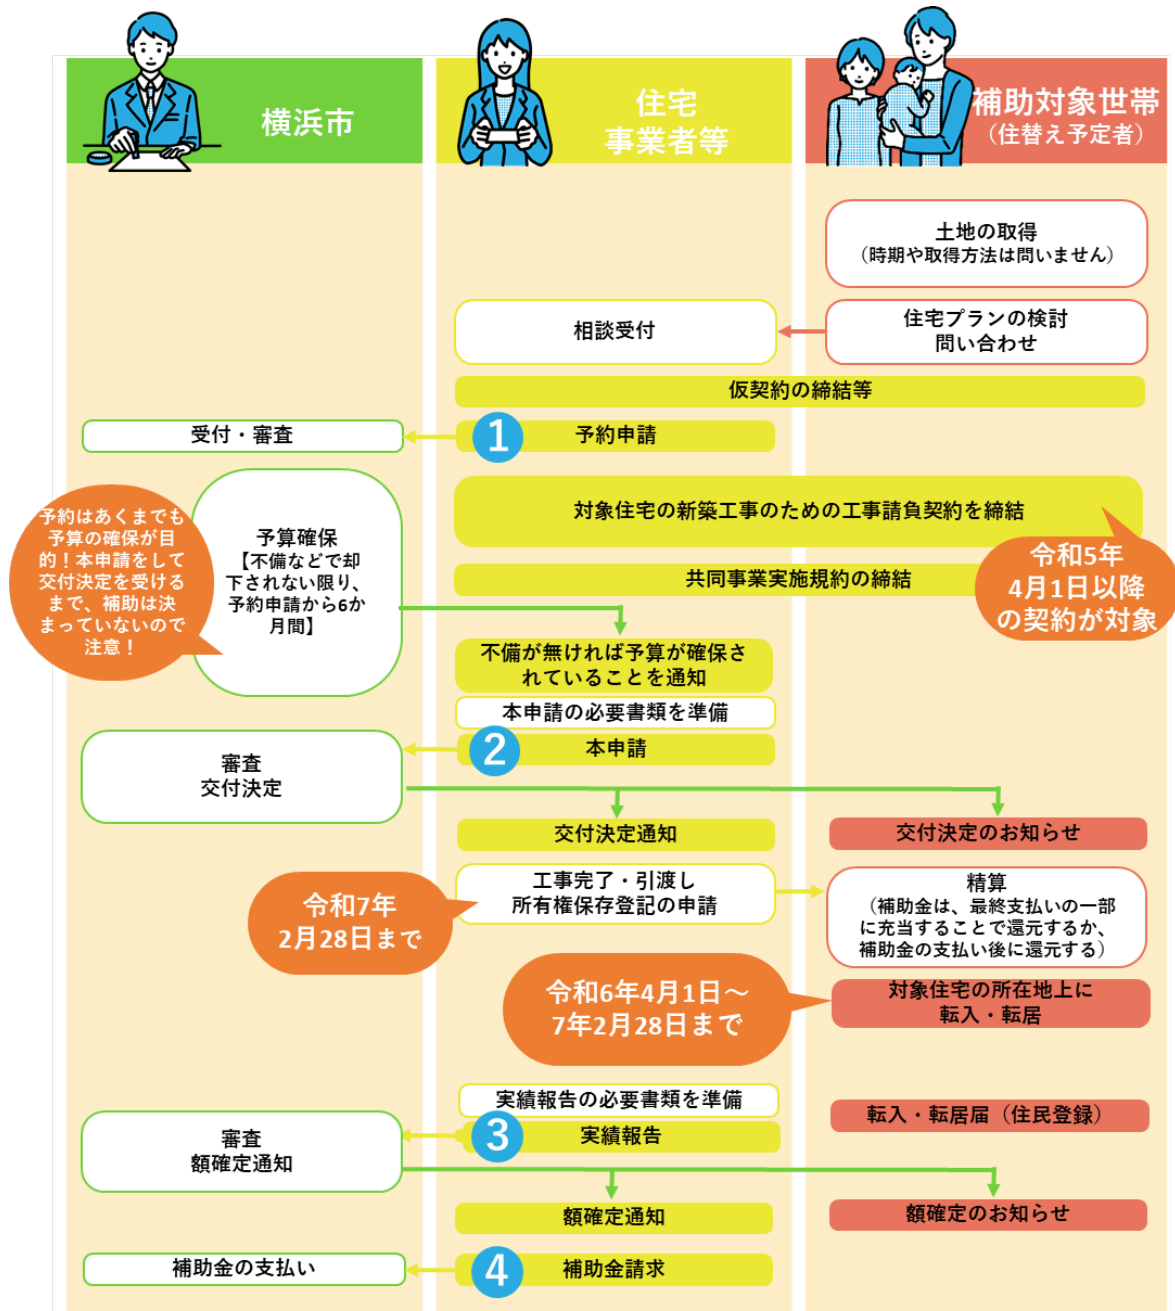 横浜市
住宅
事業者等
補助対象世帯
（住替え予定者）
土地の取得
（時期や取得方法は問いません）
相談受付
住宅プランの検討
問い合わせ
仮契約の締結等
受付・審査
1
予約申請
予約はあくまでも
予算の確保が目
的！本申請をして
交付決定を受ける
まで、補助は決
まっていないので
注意！
予算確保
【不備などで却
下されない限り、
予約申請から6か
月間】
対象住宅の新築工事のための工事請負契約を締結
令和5年
4月1日以降
の契約が対象
共同事業実施規約の締結
不備が無ければ予算が確保さ
れていることを通知
本申請の必要書類を準備
2
本申請
審査
交付決定
交付決定通知
交付決定のお知らせ
令和7年
2月28日まで
工事完了・引渡し
所有権保存登記の申請
精算
（補助金は、最終支払いの一部
に充当することで還元するか、
補助金の支払い後に還元する）
令和6年4月1日～
7年2月28日まで
対象住宅の所在地上に
転入・転居
実績報告の必要書類を準備
転入・転居届（住民登録）
3
実績報告
審査
額確定通知
額確定通知
額確定のお知らせ
補助金の支払い
4
補助金請求